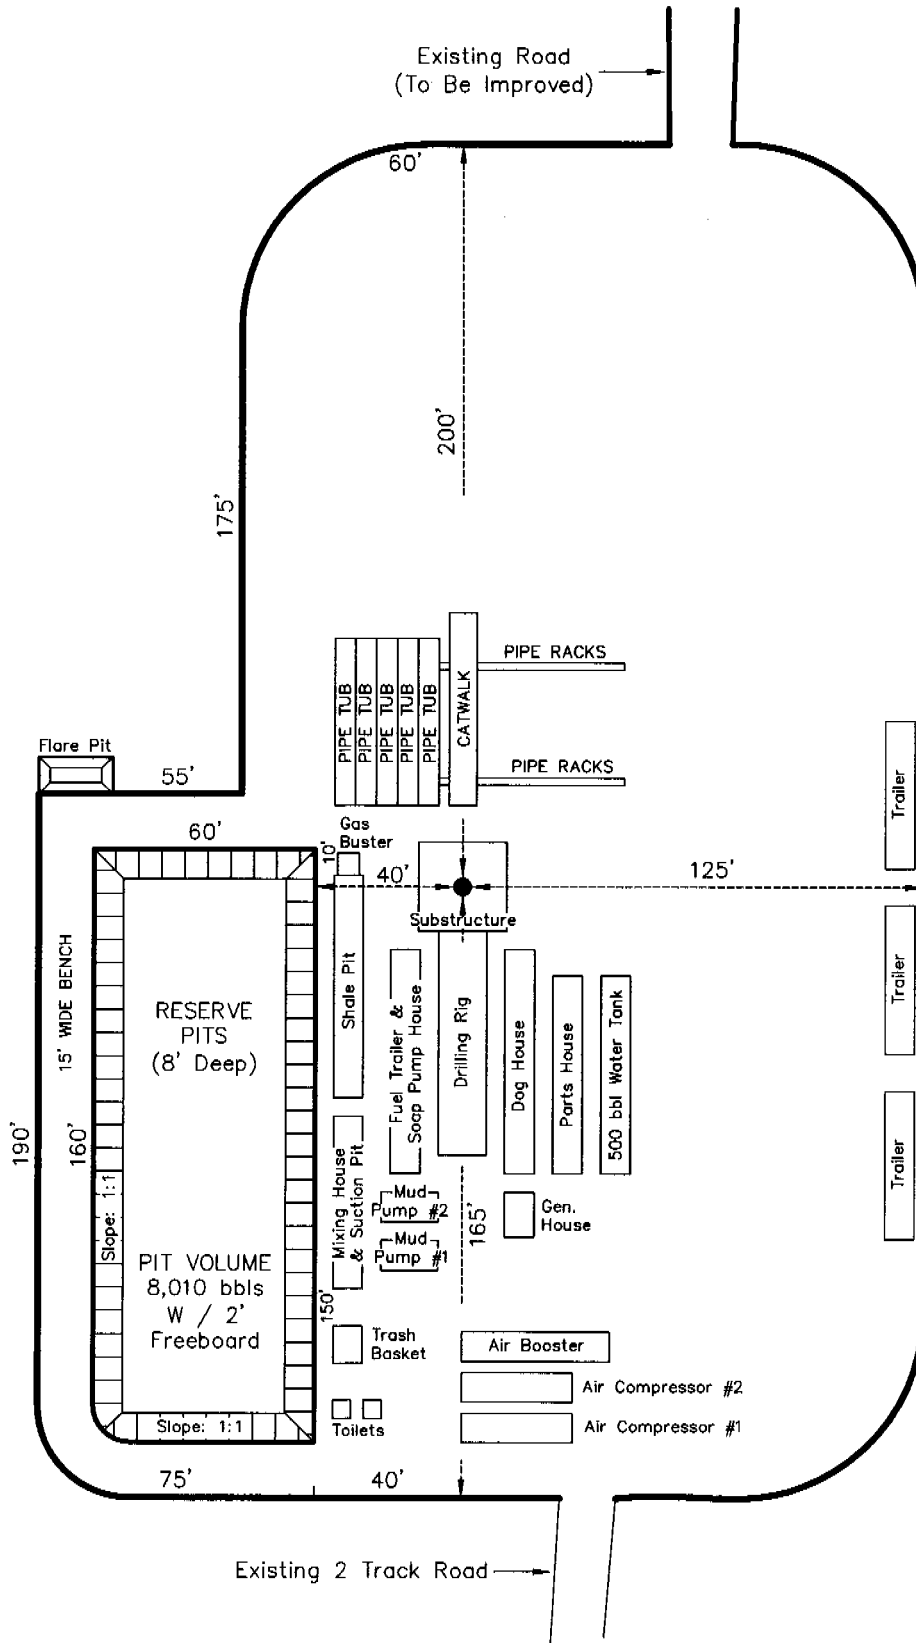 Existing Road
(To Be Improved)
60'
200'
175'
PIPE TUB
PIPE TUB
PIPE TUB
PIPE TUB
PIPE TUB
CATWALK
PIPE RACKS
PIPE RACKS
Flare Pit
55'
60'
Gas
Buster
10'
40'
125'
Substructure
Trailer
Trailer
Trailer
15' WIDE BENCH
RESERVE
PITS
(8' Deep)
Shale Pit
Fuel Trailer &
Soap Pump House
Drilling Rig
Dog House
Parts House
500 bbl Water Tank
190'
160'
Slope: 1:1
Mixing House
& Suction Pit
Mud
Pump #2
Mud
Pump #1
165'
Gen.
House
PIT VOLUME
8,010 bbls
W / 2'
Freeboard
150'
Trash
Basket
Air Booster
Air Compressor #2
Air Compressor #1
Toilets
Slope: 1:1
75'
40'
Existing 2 Track Road